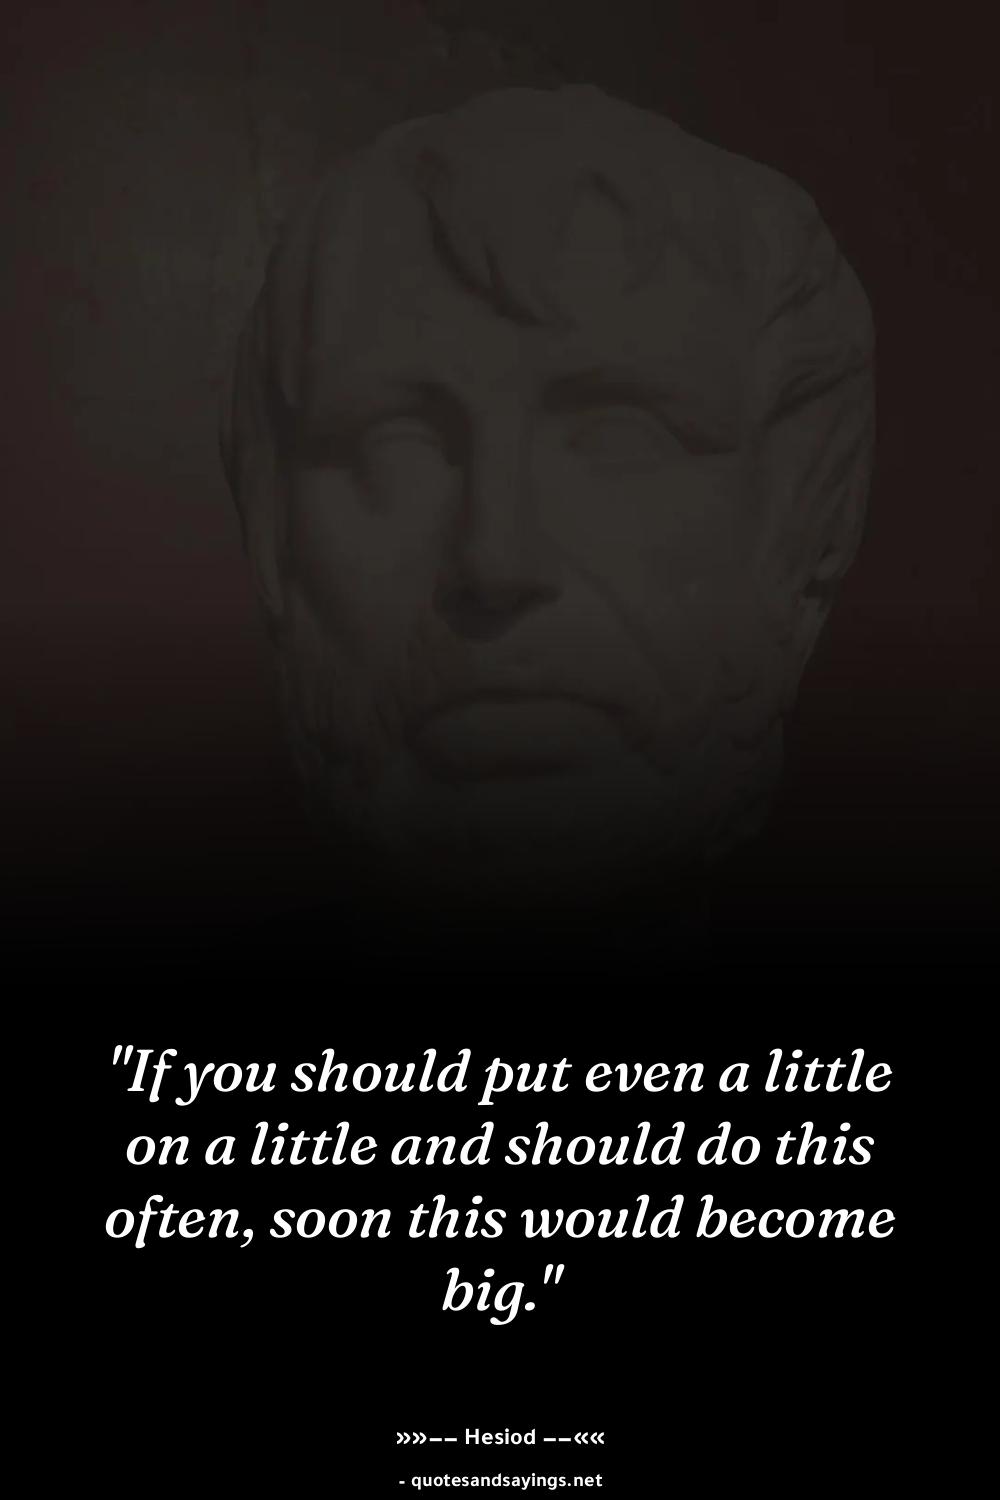 "If you should put even a little
on a little and should do this
often, soon this would become
big."
»»–– Hesiod ––««
- quotesandsayings.net